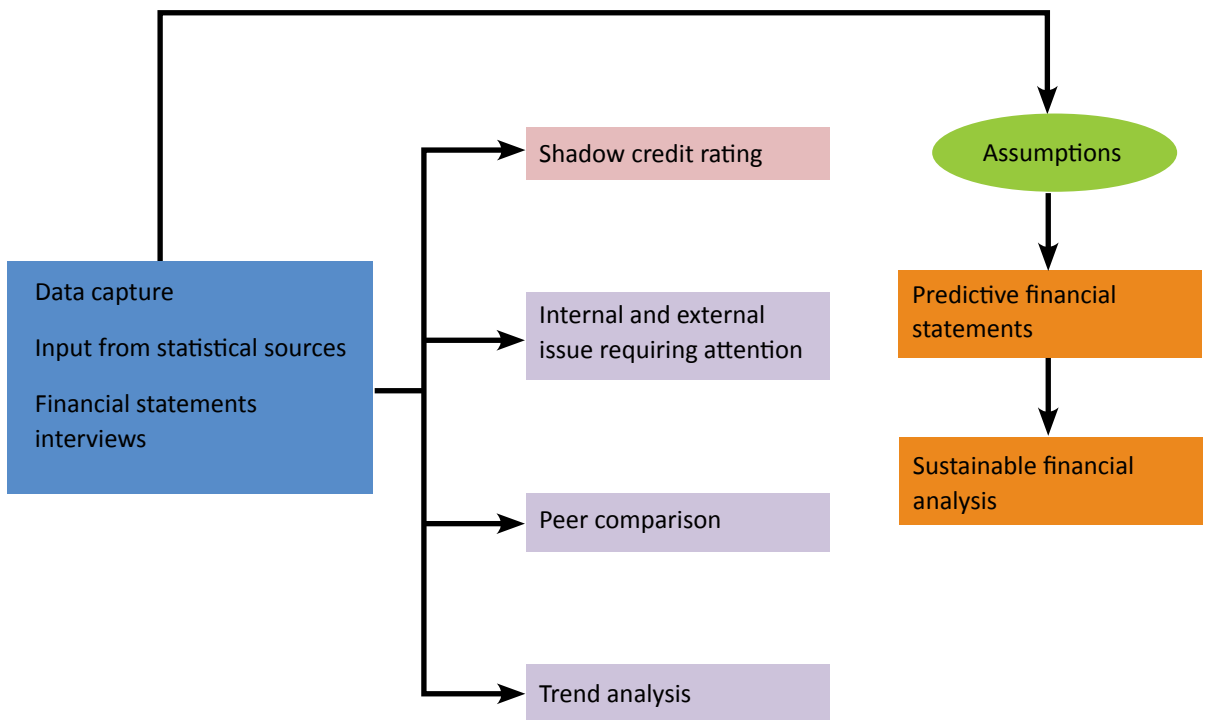 Data capture
Input from statistical sources
Financial statements
interviews
Shadow credit rating
Internal and external
issue requiring attention
Peer comparison
Trend analysis
Assumptions
Predictive financial
statements
Sustainable financial
analysis